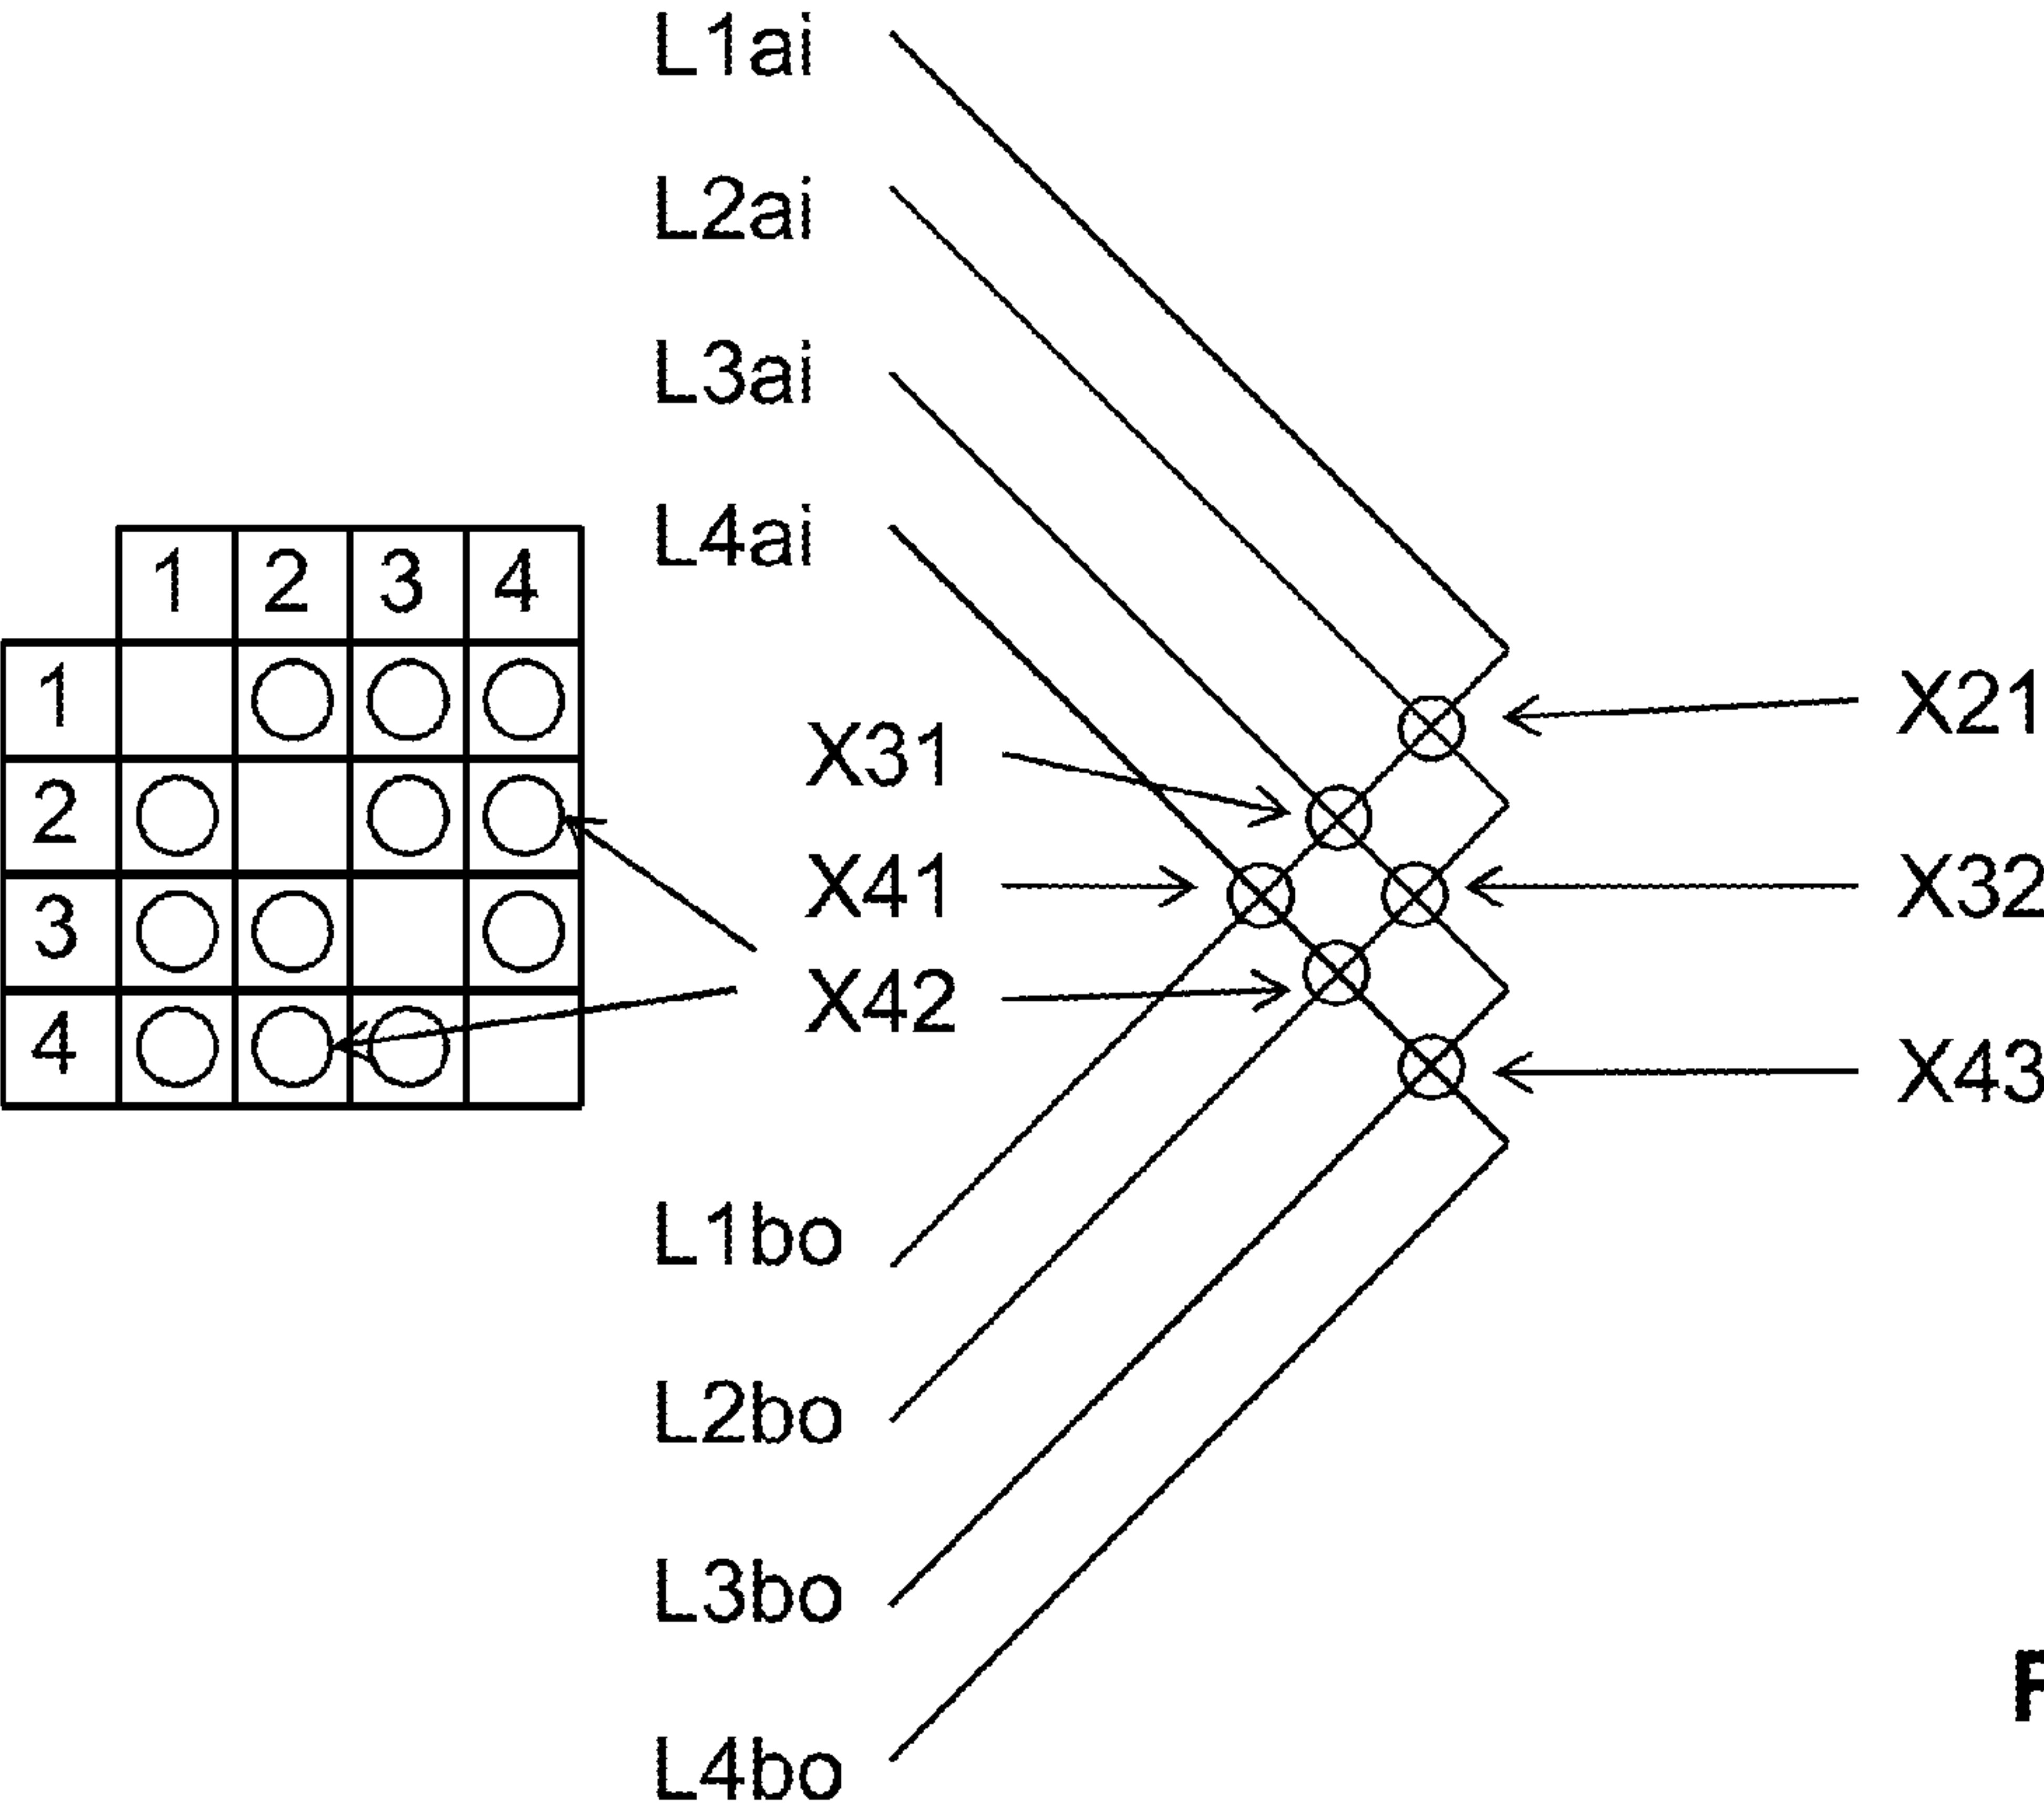 L1ai
L2ai
L3ai
L4ai
1 2 3 4
1
2
3
4
X31
X41
X42
X21
X32
X43
L1bo
L2bo
L3bo
L4bo
F